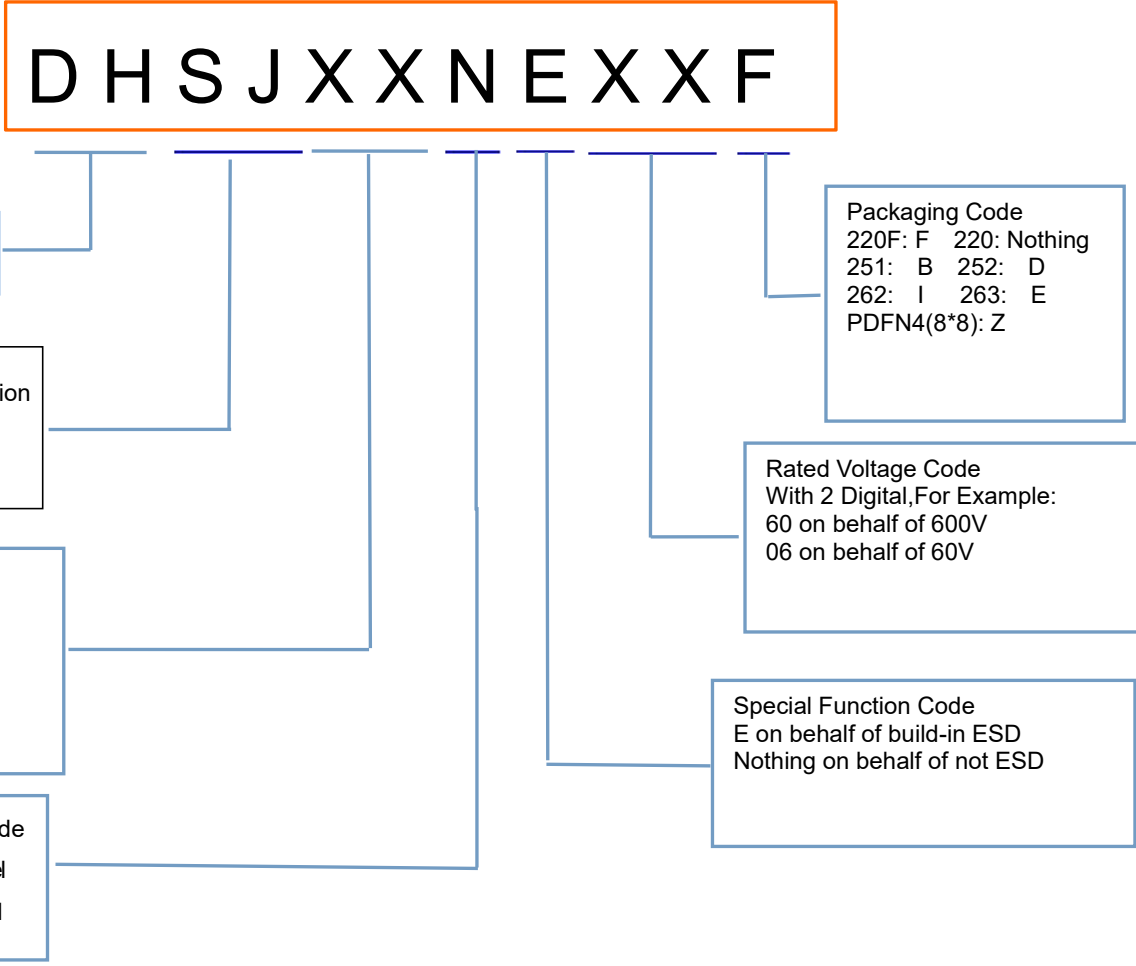 D H S J X X N E X X F
Packaging Code
220F: F 220: Nothing
251: B 252: D
262: I 263: E
PDFN4(8*8): Z
Rated Voltage Code
With 2 Digital,For Example:
60 on behalf of 600V
06 on behalf of 60V
Special Function Code
E on behalf of build-in ESD
Nothing on behalf of not ESD